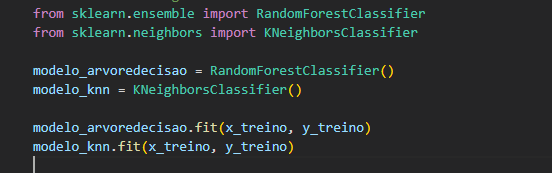 from sklearn.ensemble import RandomForestClassifier
from sklearn.neighbors import KNeighborsClassifier
modelo_arvoredecisao = RandomForestClassifier()
modelo_knn = KNeighborsClassifier()
modelo_arvoredecisao.fit(x_treino, y_treino)
modelo_knn.fit(x_treino, y_treino)